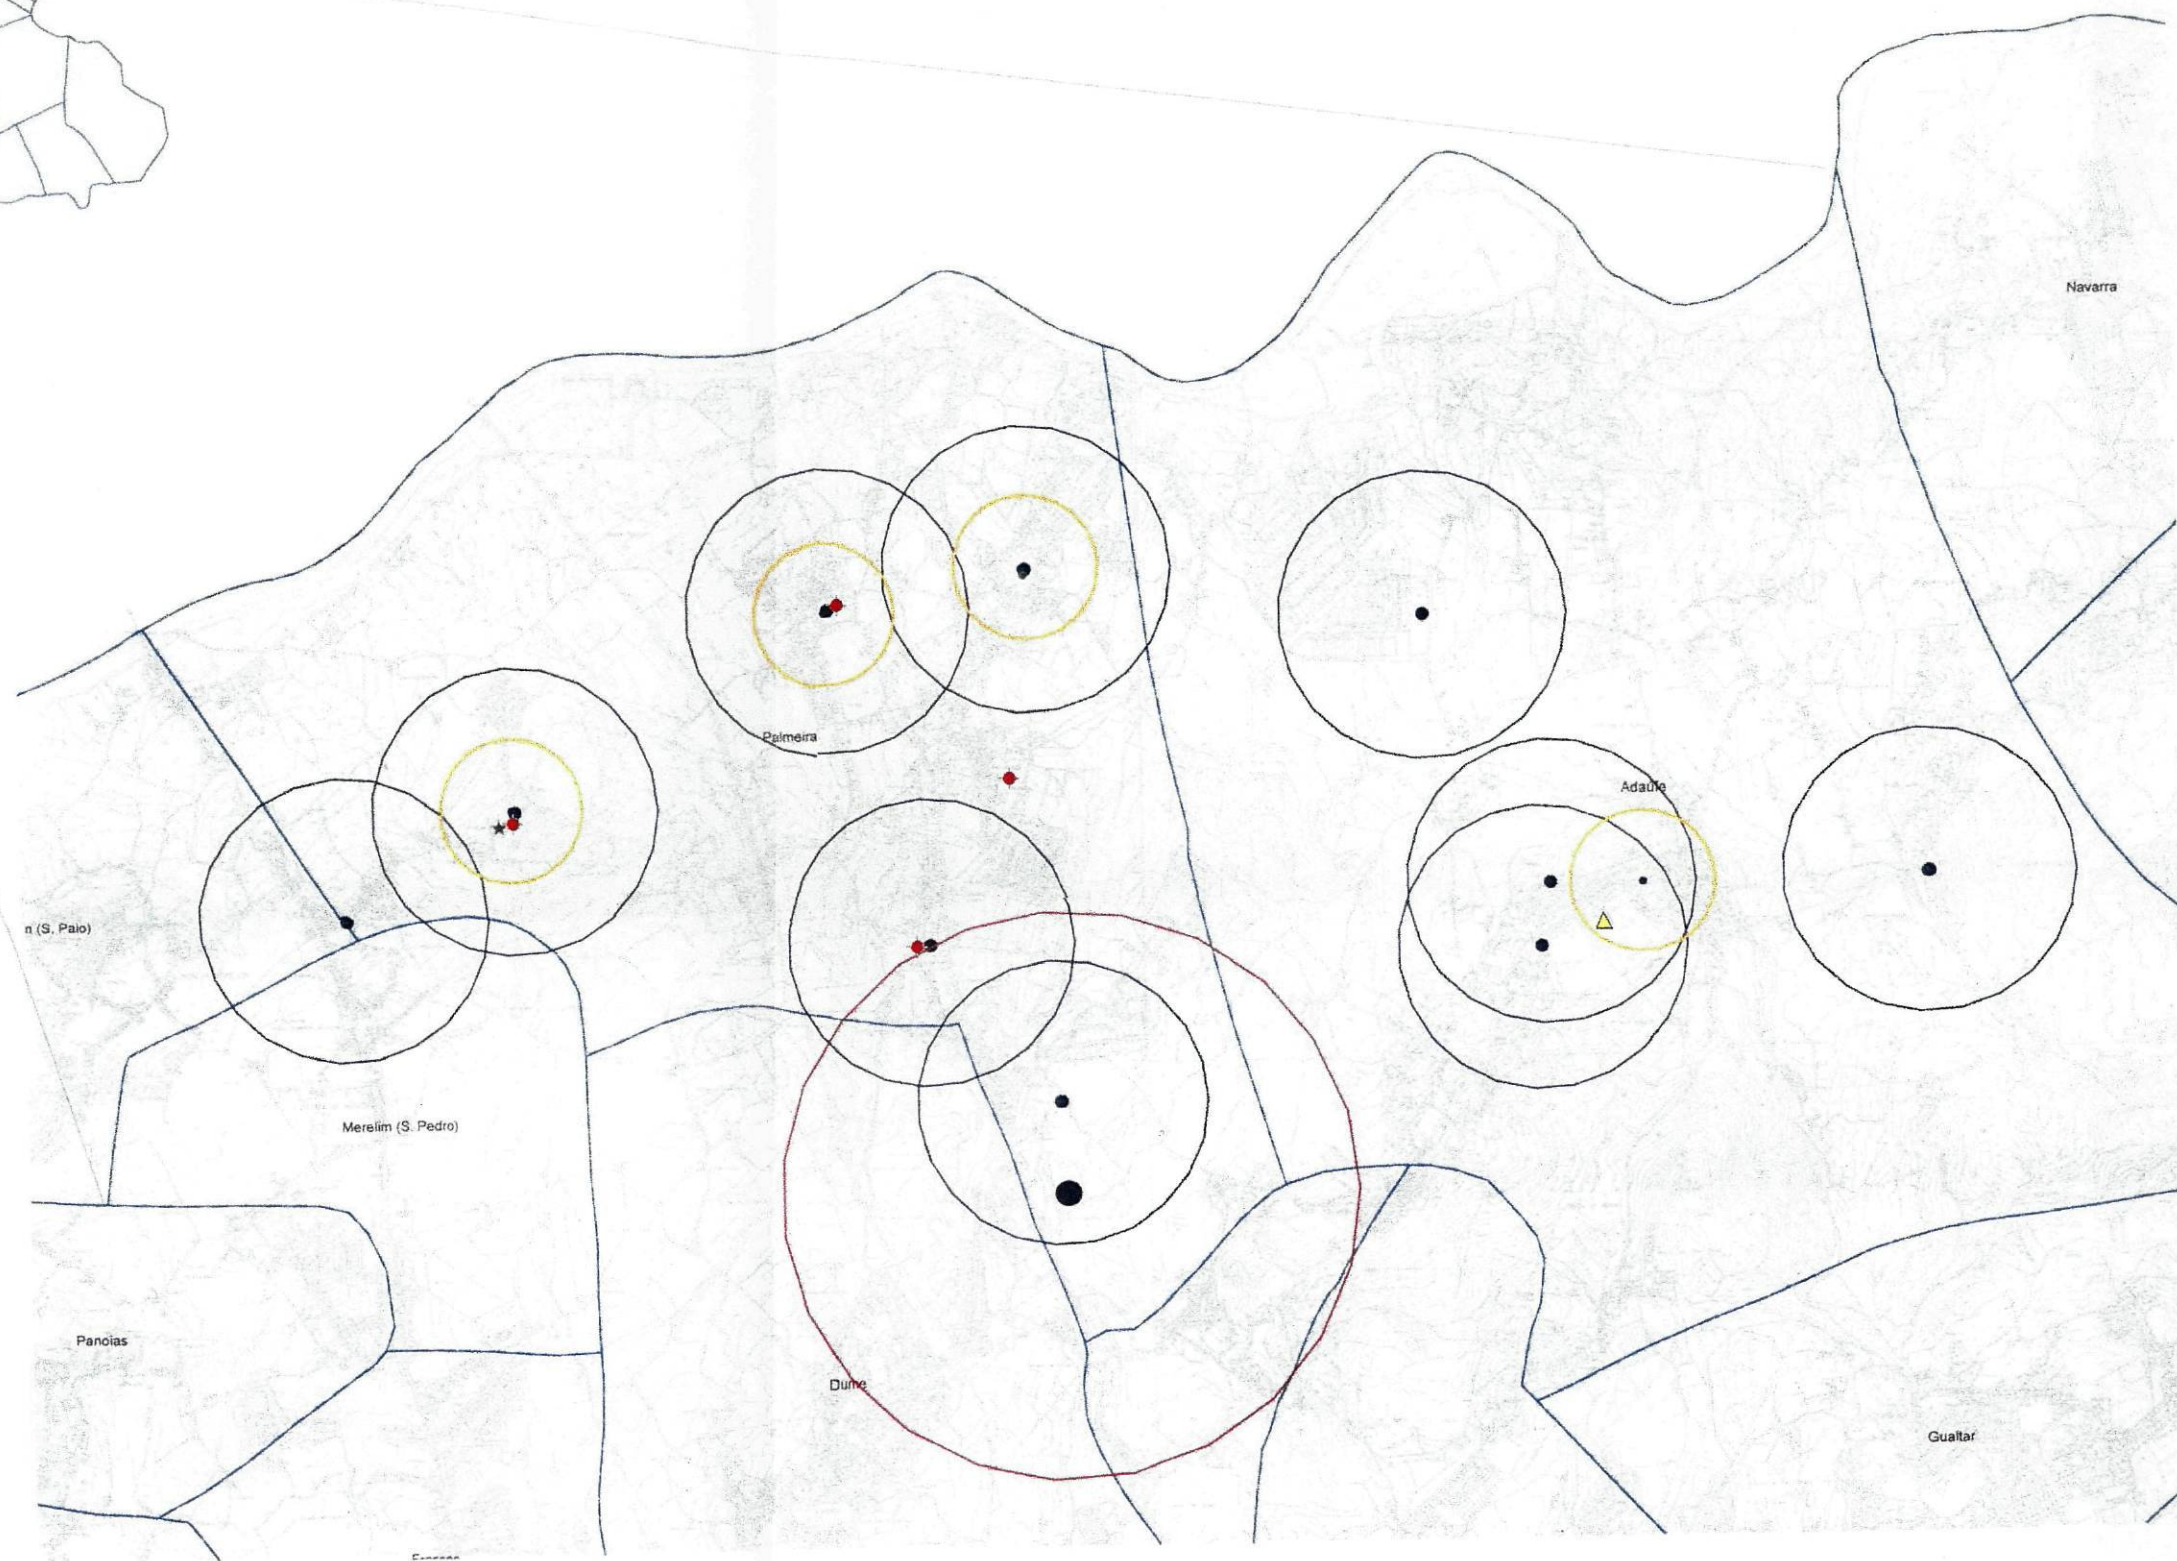 Navarra
Palmeira
Adaúfe
n (S. Paio)
Merelim (S. Pedro)
Panoias
Dume
Gualtar